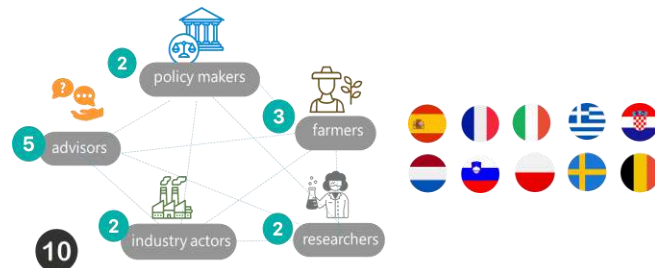 2
policy makers
?
3
farmers
5
advisors
2
industry actors
2
researchers
10